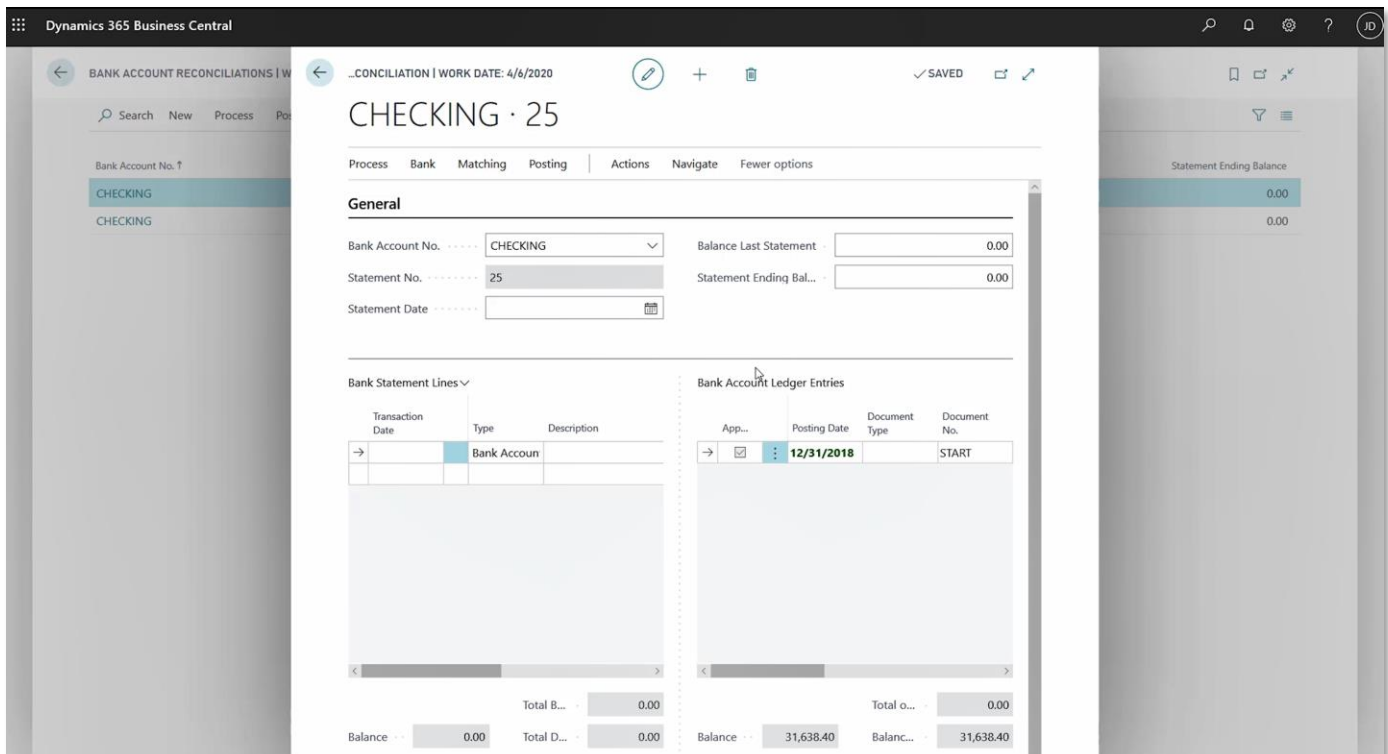 Dynamics 365 Business Central
? JD
BANK ACCOUNT RECONCILIATIONS | W
...CONCILIATION | WORK DATE: 4/6/2020
SAVED
Search New Process Pos
CHECKING · 25
Process Bank Matching Posting | Actions Navigate Fewer options
Bank Account No. ↑
Statement Ending Balance
CHECKING
0.00
CHECKING
0.00
General
Bank Account No. CHECKING
Balance Last Statement 0.00
Statement No. 25
Statement Ending Bal... 0.00
Statement Date
Bank Statement Lines
Transaction Date Type Description
Bank Accoun
Bank Account Ledger Entries
App... Posting Date Document Type Document No.
12/31/2018 START
Total B... 0.00
Total o... 0.00
Balance 0.00 Total D... 0.00
Balance 31,638.40 Balanc... 31,638.40